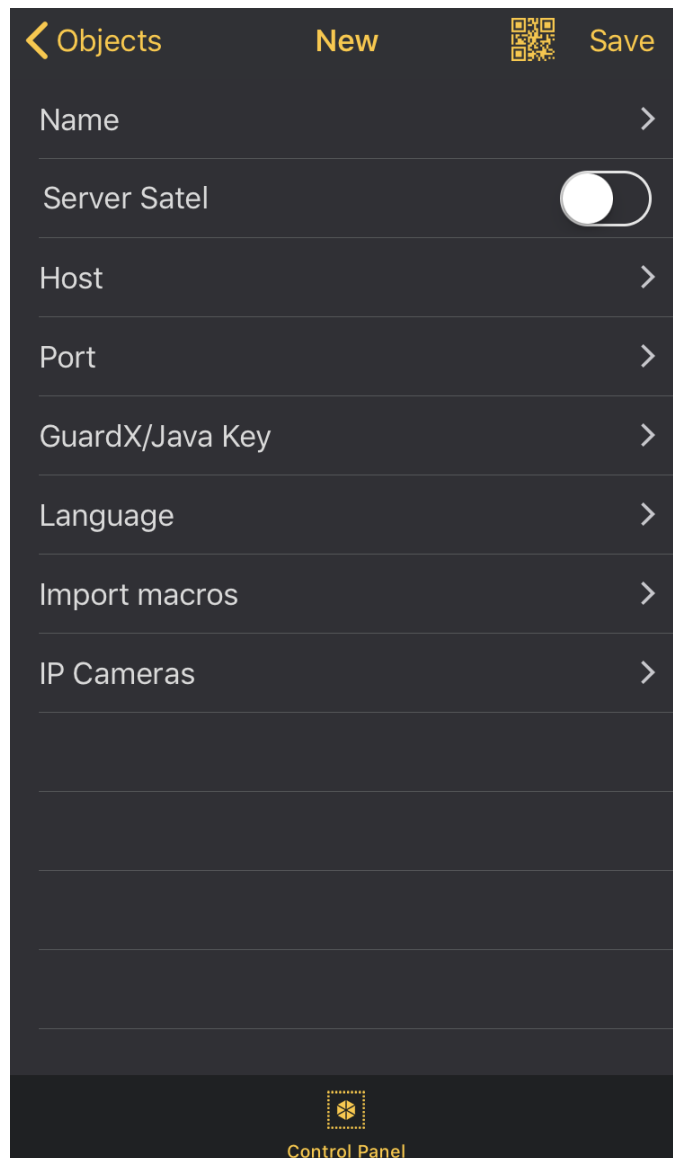 Objects New Save
Name
Server Satel
Host
Port
GuardX/Java Key
Language
Import macros
IP Cameras
Control Panel